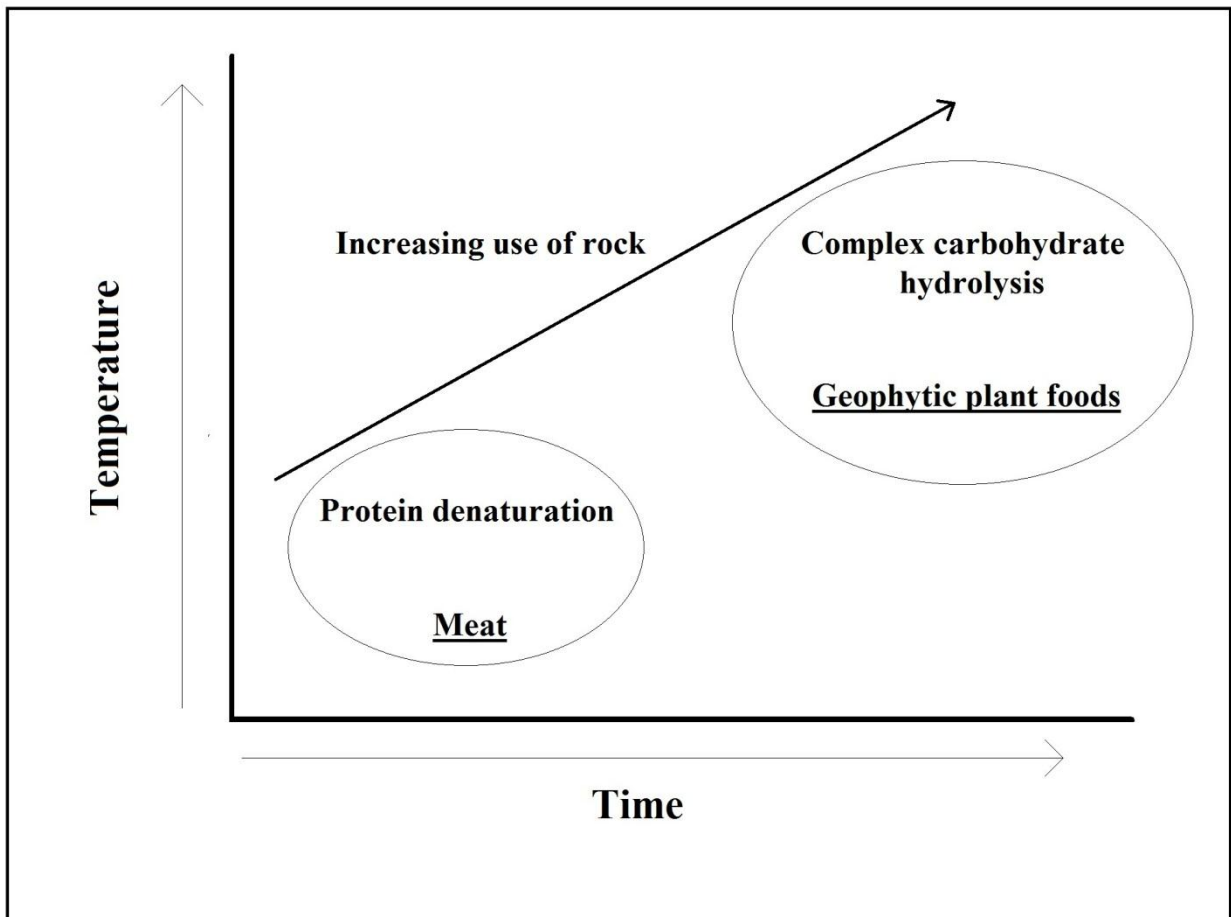 Increasing use of rock
Complex carbohydrate
hydrolysis
Geophytic plant foods
Protein denaturation
Meat
Temperature
Time